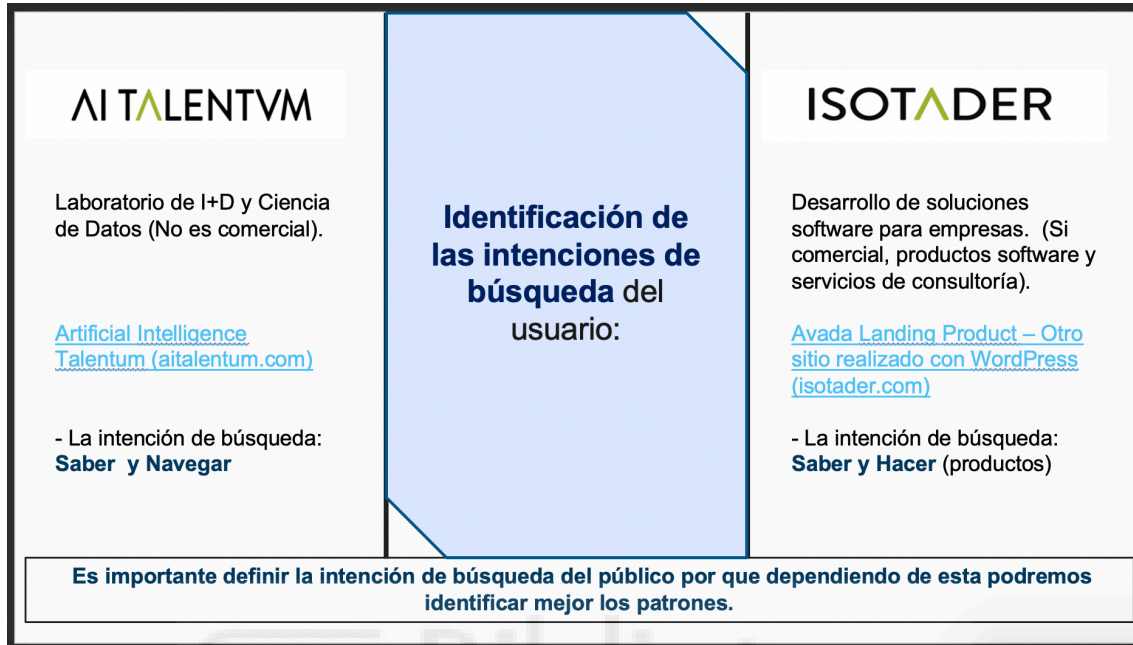 AI TALENTVM
Laboratorio de I+D y Ciencia
de Datos (No es comercial).
Artificial Intelligence
Talentum (aitalentum.com)
- La intención de búsqueda:
Saber y Navegar
Identificación de
las intenciones de
búsqueda del
usuario:
ISOTADER
Desarrollo de soluciones
software para empresas. (Si
comercial, productos software y
servicios de consultoría).
Avada Landing Product – Otro
sitio realizado con WordPress
(isotader.com)
- La intención de búsqueda:
Saber y Hacer (productos)
Es importante definir la intención de búsqueda del público por que dependiendo de esta podremos
identificar mejor los patrones.